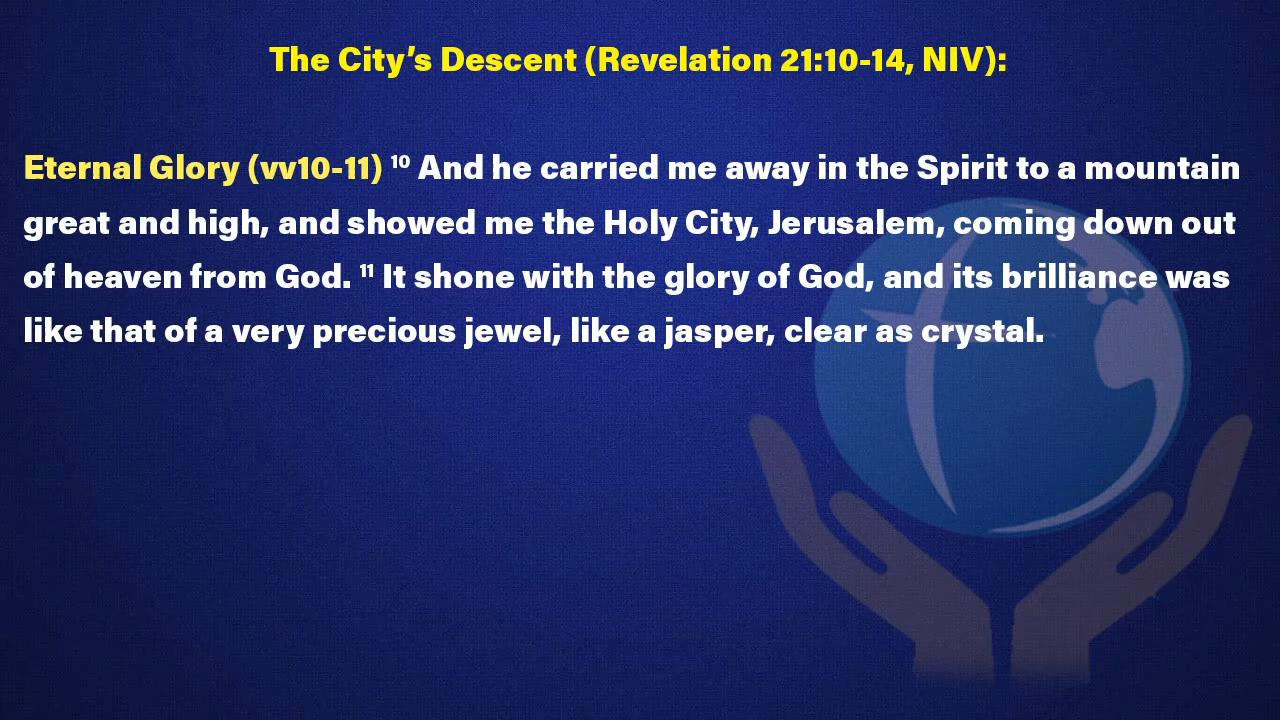 The City’s Descent (Revelation 21:10-14, NIV):
Eternal Glory (vv10-11) ¹⁰ And he carried me away in the Spirit to a mountain
great and high, and showed me the Holy City, Jerusalem, coming down out
of heaven from God. ¹¹ It shone with the glory of God, and its brilliance was
like that of a very precious jewel, like a jasper, clear as crystal.